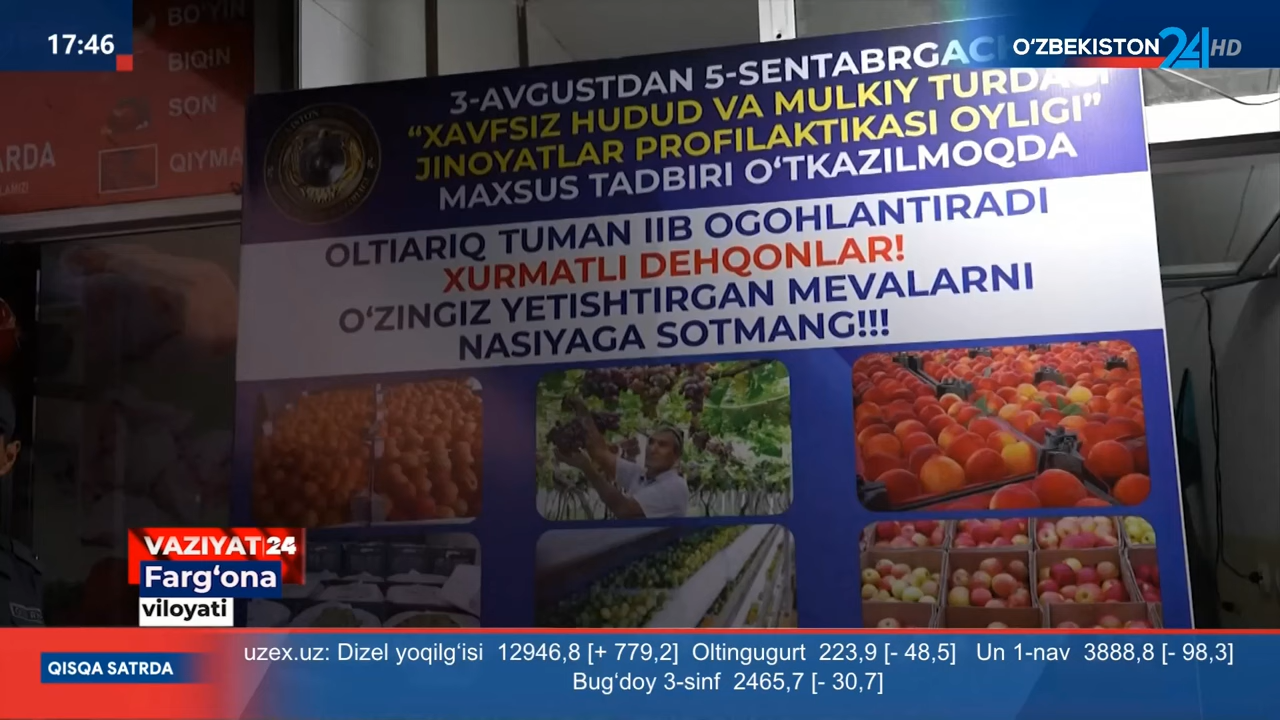 17:46
BO'YIN
BIQIN
SON
QIYMA
O‘ZBEKISTON 24 HD
3-AVGUSTDAN 5-SENTABRGACH
“XAVFSIZ HUDUD VA MULKIY TURDAGI
JINOYATLAR PROFILAKTIKASI OYLIGI”
MAXSUS TADBIRI O‘TKAZILMOQDA
OLTIARIQ TUMAN IIB OGOHLANTIRADI
XURMATLI DEHQONLAR!
O‘ZINGIZ YETISHTIRGAN MEVALARNI
NASIYAGA SOTMANG!!!
VAZIYAT 24
Farg‘ona
viloyati
QISQA SATRDA
uzex.uz: Dizel yoqilg‘isi 12946,8 [+ 779,2] Oltingugurt 223,9 [- 48,5] Un 1-nav 3888,8 [- 98,3]
Bug‘doy 3-sinf 2465,7 [- 30,7]